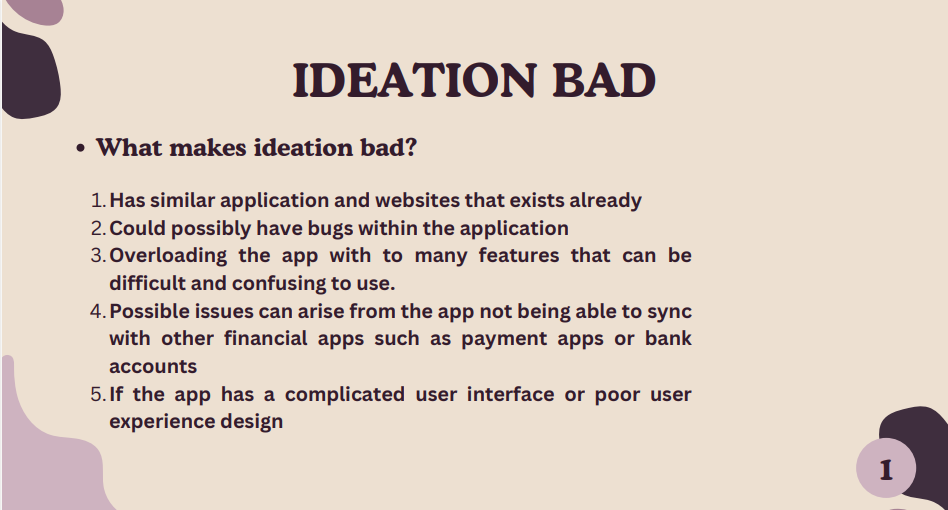 IDEATION BAD
• What makes ideation bad?
1. Has similar application and websites that exists already
2. Could possibly have bugs within the application
3. Overloading the app with to many features that can be
difficult and confusing to use.
4. Possible issues can arise from the app not being able to sync
with other financial apps such as payment apps or bank
accounts
5. If the app has a complicated user interface or poor user
experience design
1